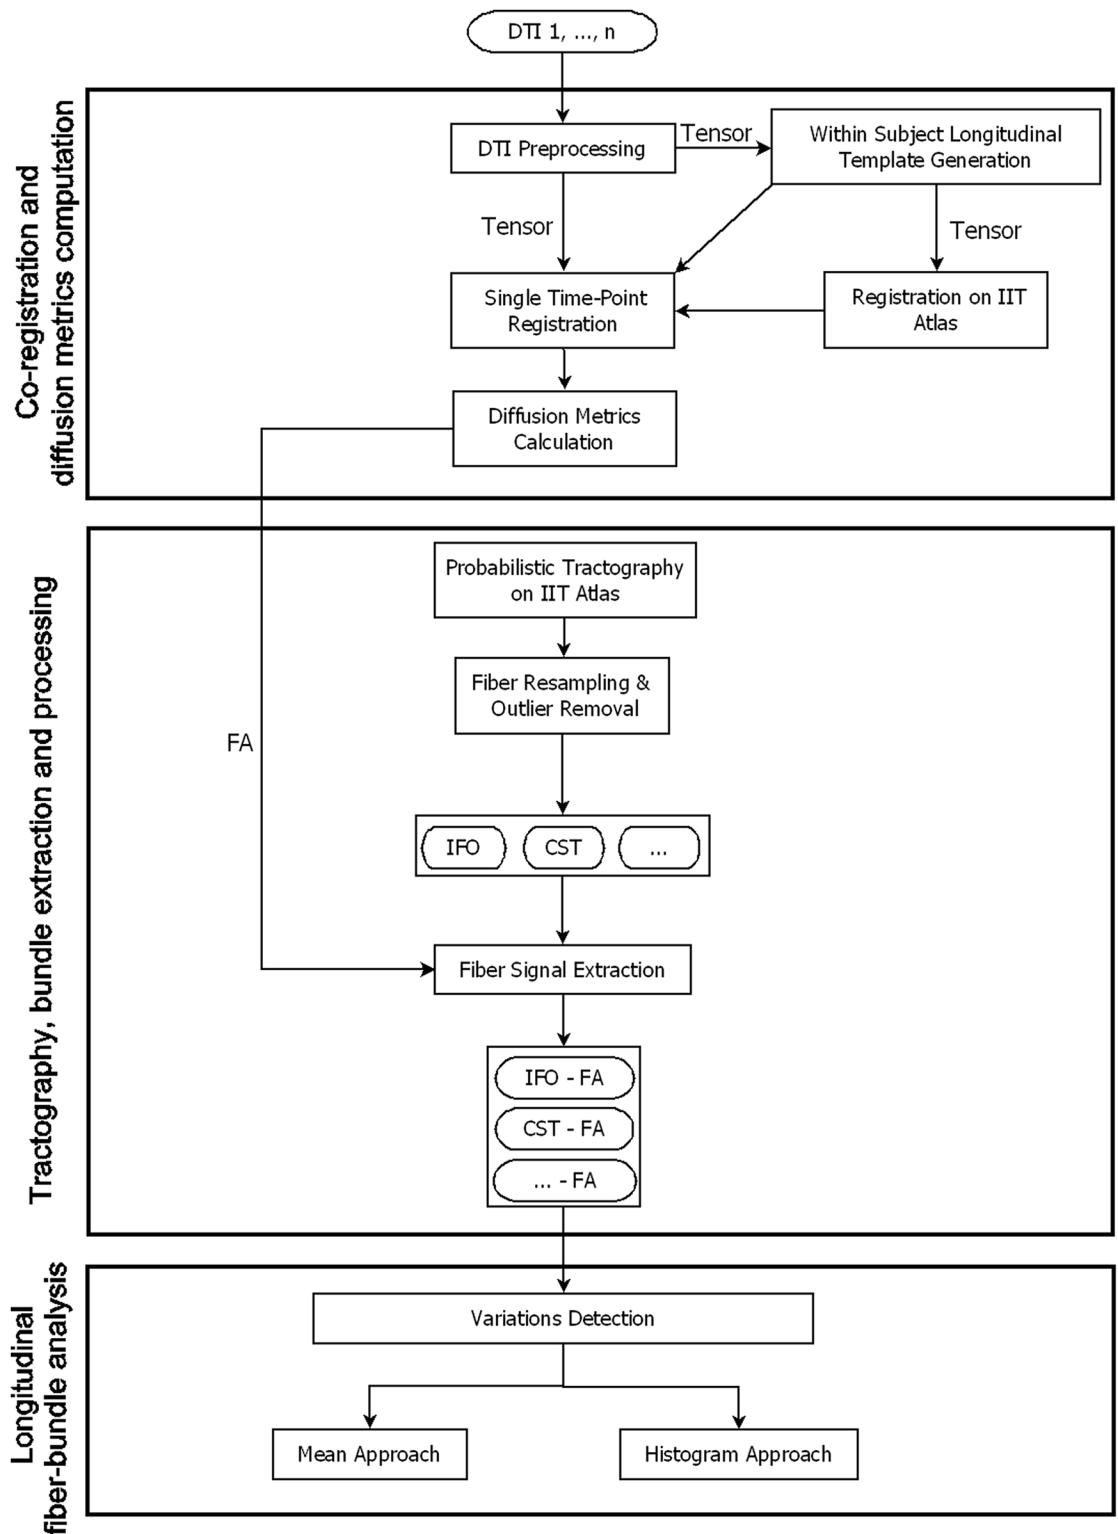 DTI 1, ..., n
Co-registration and
diffusion metrics computation
DTI Preprocessing
Tensor
Within Subject Longitudinal
Template Generation
Tensor
Tensor
Single Time-Point
Registration
Registration on IIT
Atlas
Diffusion Metrics
Calculation
Tractography, bundle extraction and processing
Probabilistic Tractography
on IIT Atlas
Fiber Resampling &
Outlier Removal
FA
IFO
CST
...
Fiber Signal Extraction
IFO - FA
CST - FA
... - FA
Longitudinal
fiber-bundle analysis
Variations Detection
Mean Approach
Histogram Approach